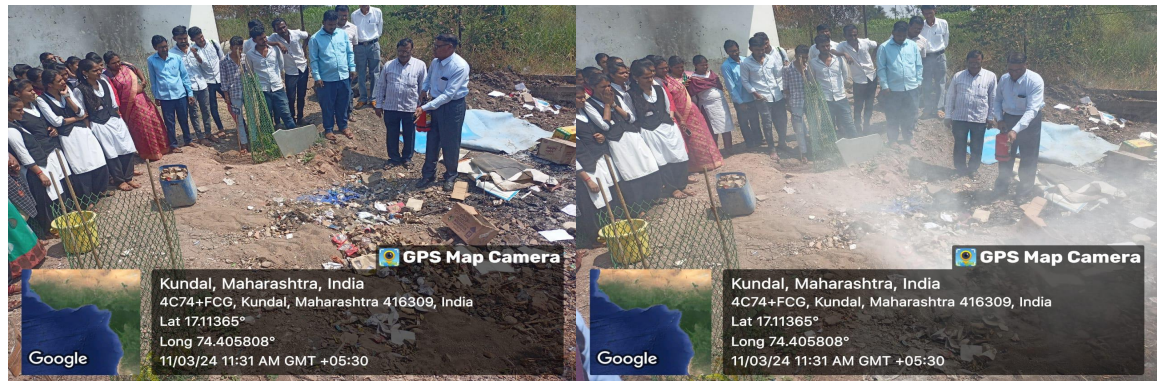 GPS Map Camera
Kundal, Maharashtra, India
4C74+FCG, Kundal, Maharashtra 416309, India
Lat 17.11365°
Long 74.405808°
11/03/24 11:31 AM GMT +05:30
Google
GPS Map Camera
Kundal, Maharashtra, India
4C74+FCG, Kundal, Maharashtra 416309, India
Lat 17.11365°
Long 74.405808°
11/03/24 11:31 AM GMT +05:30
Google